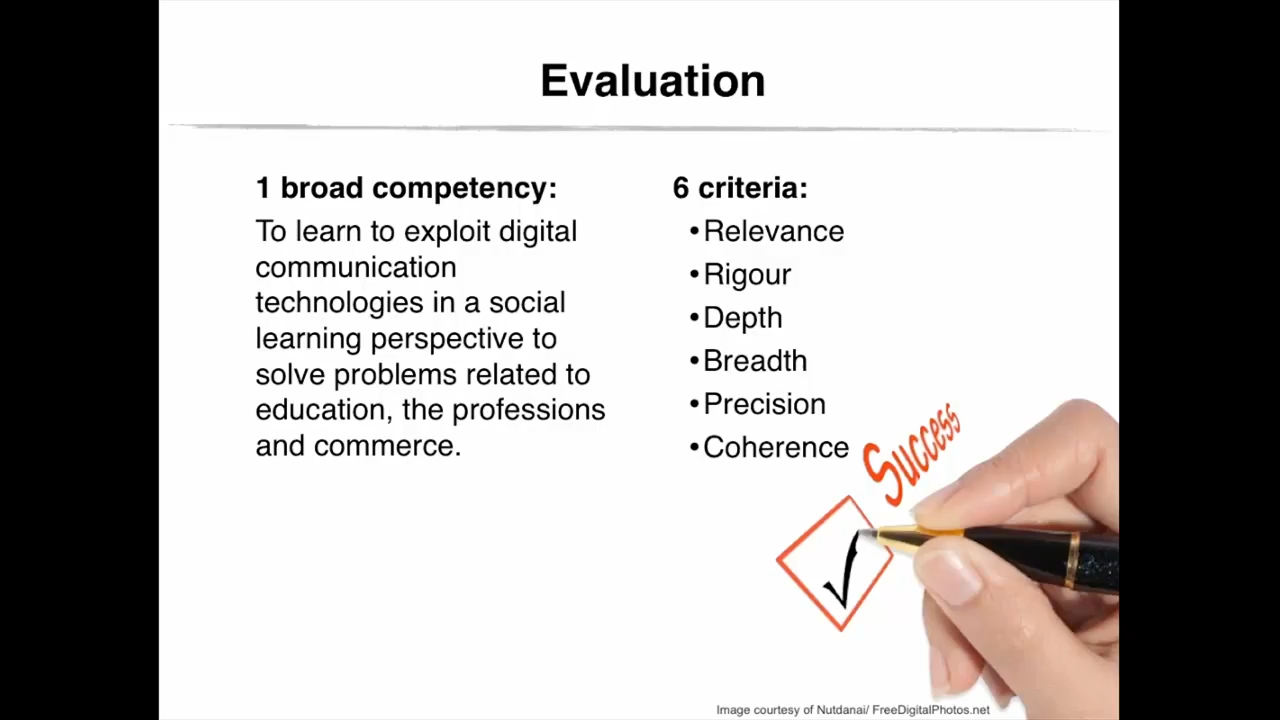 Evaluation
1 broad competency:
To learn to exploit digital
communication
technologies in a social
learning perspective to
solve problems related to
education, the professions
and commerce.
6 criteria:
•Relevance
•Rigour
•Depth
•Breadth
•Precision
•Coherence
Success
Image courtesy of Nutdanai/ FreeDigitalPhotos.net